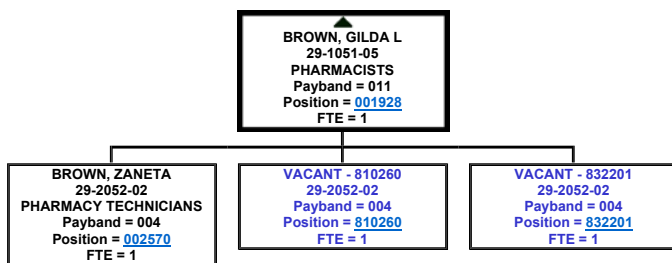 BROWN, GILDA L
29-1051-05
PHARMACISTS
Payband = 011
Position = 001928
FTE = 1
BROWN, ZANETA
29-2052-02
PHARMACY TECHNICIANS
Payband = 004
Position = 002570
FTE = 1
VACANT - 810260
29-2052-02
Payband = 004
Position = 810260
FTE = 1
VACANT - 832201
29-2052-02
Payband = 004
Position = 832201
FTE = 1